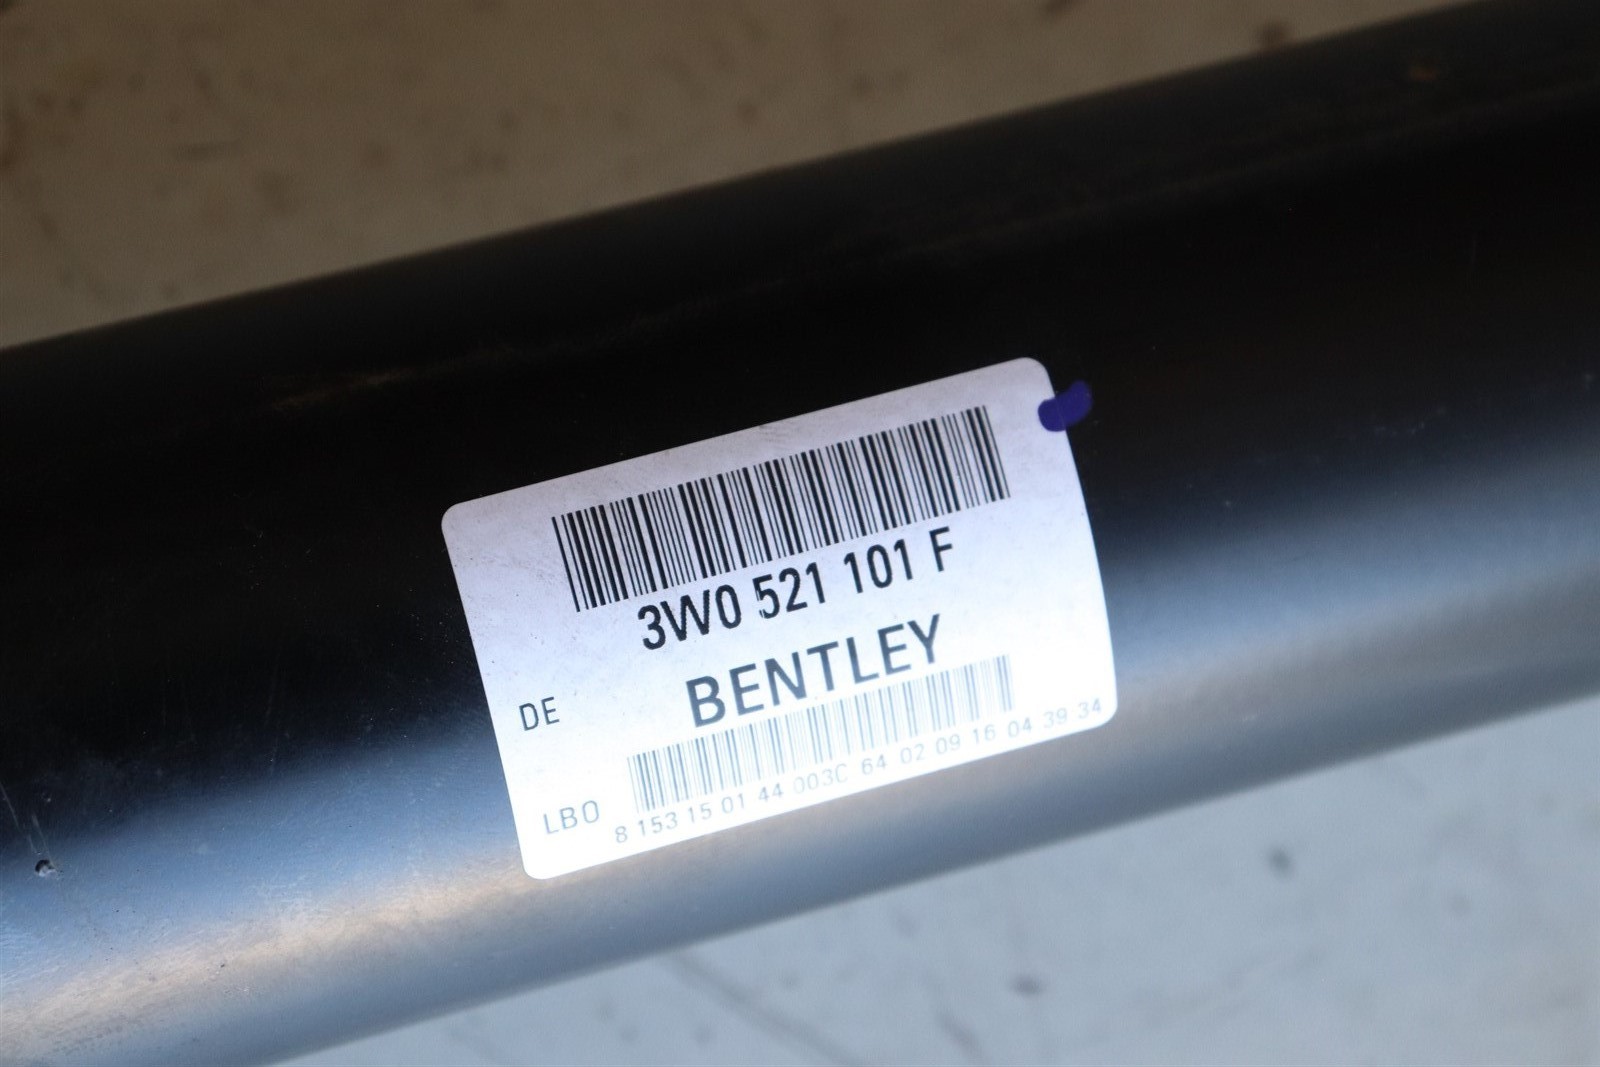 3W0 521 101 F
BENTLEY
DE
LBO
8 153 15 01 44 003C 64 02 09 16 04 39 34